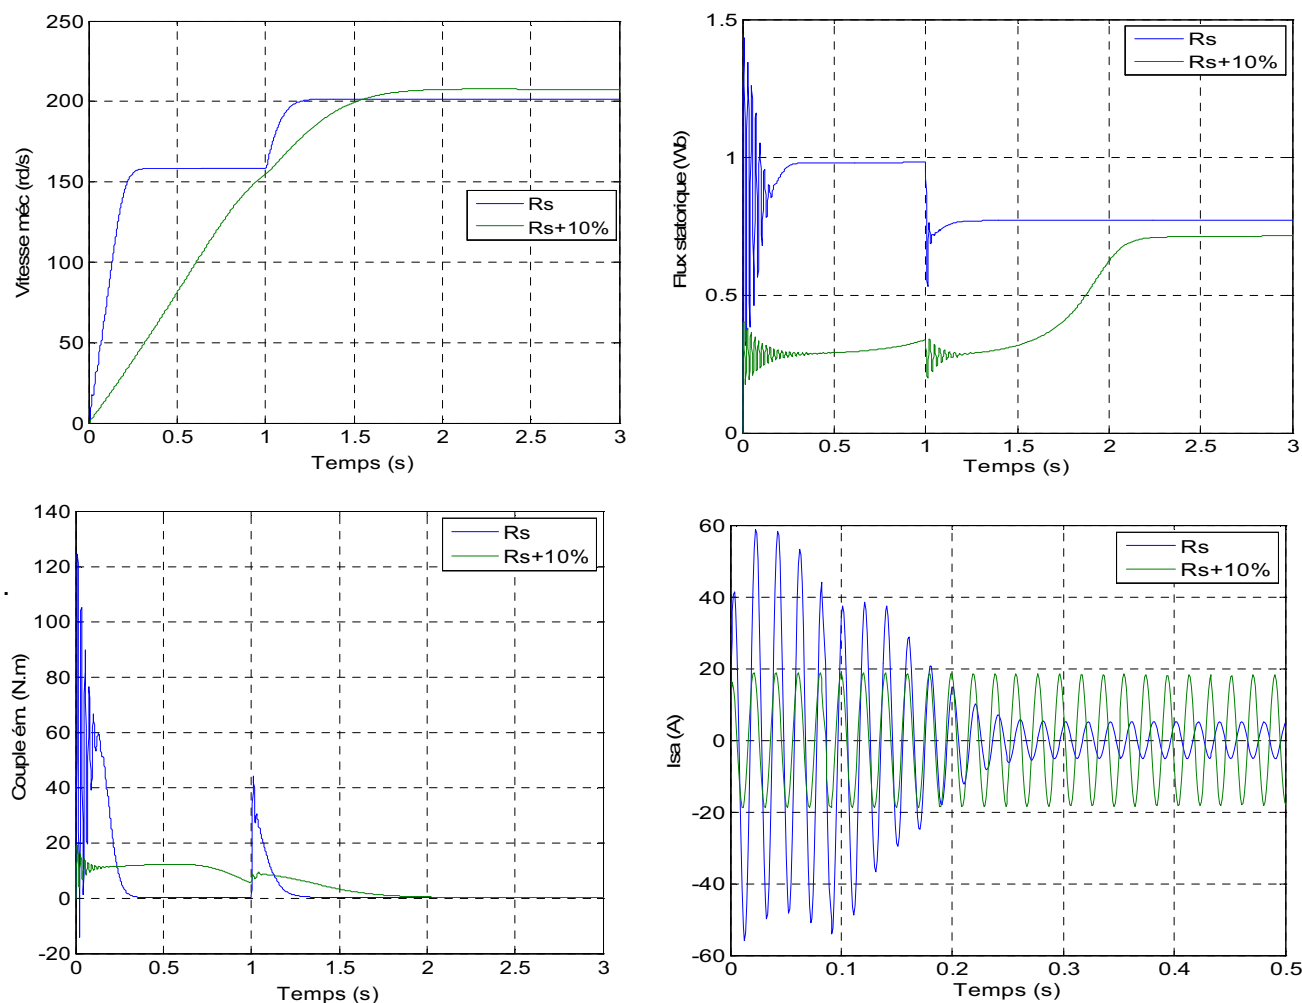 250
200
150
100
50
0
Vitesse méc (rd/s)
Rs
Rs+10%
0 0.5 1 1.5 2 2.5 3
Temps (s)
1.5
1
0.5
0
Flux statorique (Wb)
Rs
Rs+10%
0 0.5 1 1.5 2 2.5 3
Temps (s)
140
120
100
80
60
40
20
0
-20
Couple ém. (N.m)
Rs
Rs+10%
0 0.5 1 1.5 2 2.5 3
Temps (s)
60
40
20
0
-20
-40
-60
Isa (A)
Rs
Rs+10%
0 0.1 0.2 0.3 0.4 0.5
Temps (s)